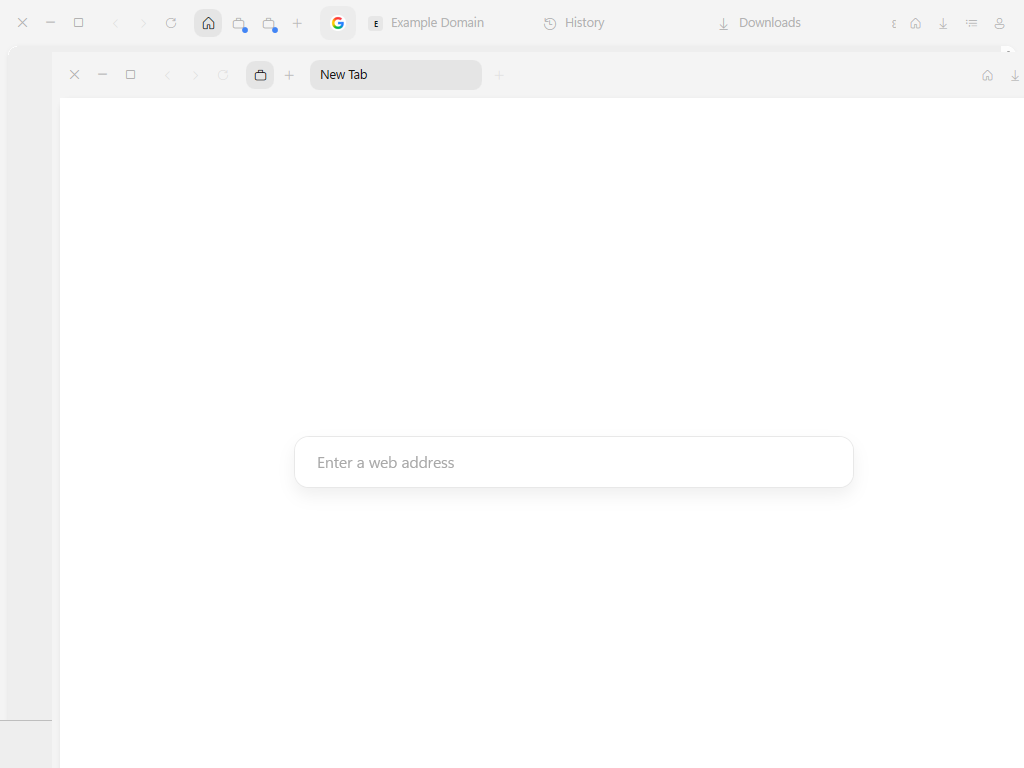 E Example Domain
History
Downloads
New Tab
Enter a web address